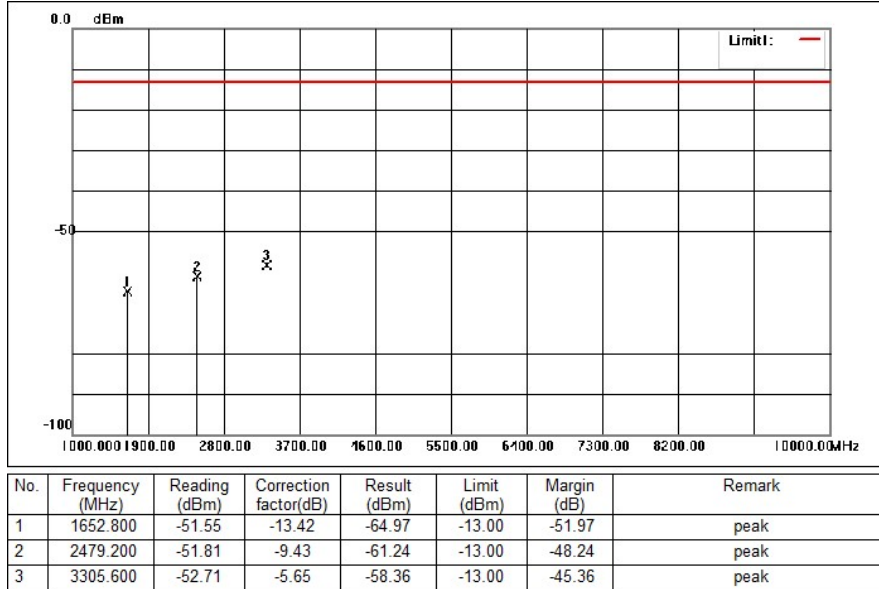 0.0 dBm
Limit1:
-50
1
2
3
-100
1000.000 1900.00 2800.00 3700.00 4600.00 5500.00 6400.00 7300.00 8200.00 10000.00 MHz
No. Frequency (MHz) Reading (dBm) Correction factor(dB) Result (dBm) Limit (dBm) Margin (dB) Remark
1 1652.800 -51.55 -13.42 -64.97 -13.00 -51.97 peak
2 2479.200 -51.81 -9.43 -61.24 -13.00 -48.24 peak
3 3305.600 -52.71 -5.65 -58.36 -13.00 -45.36 peak